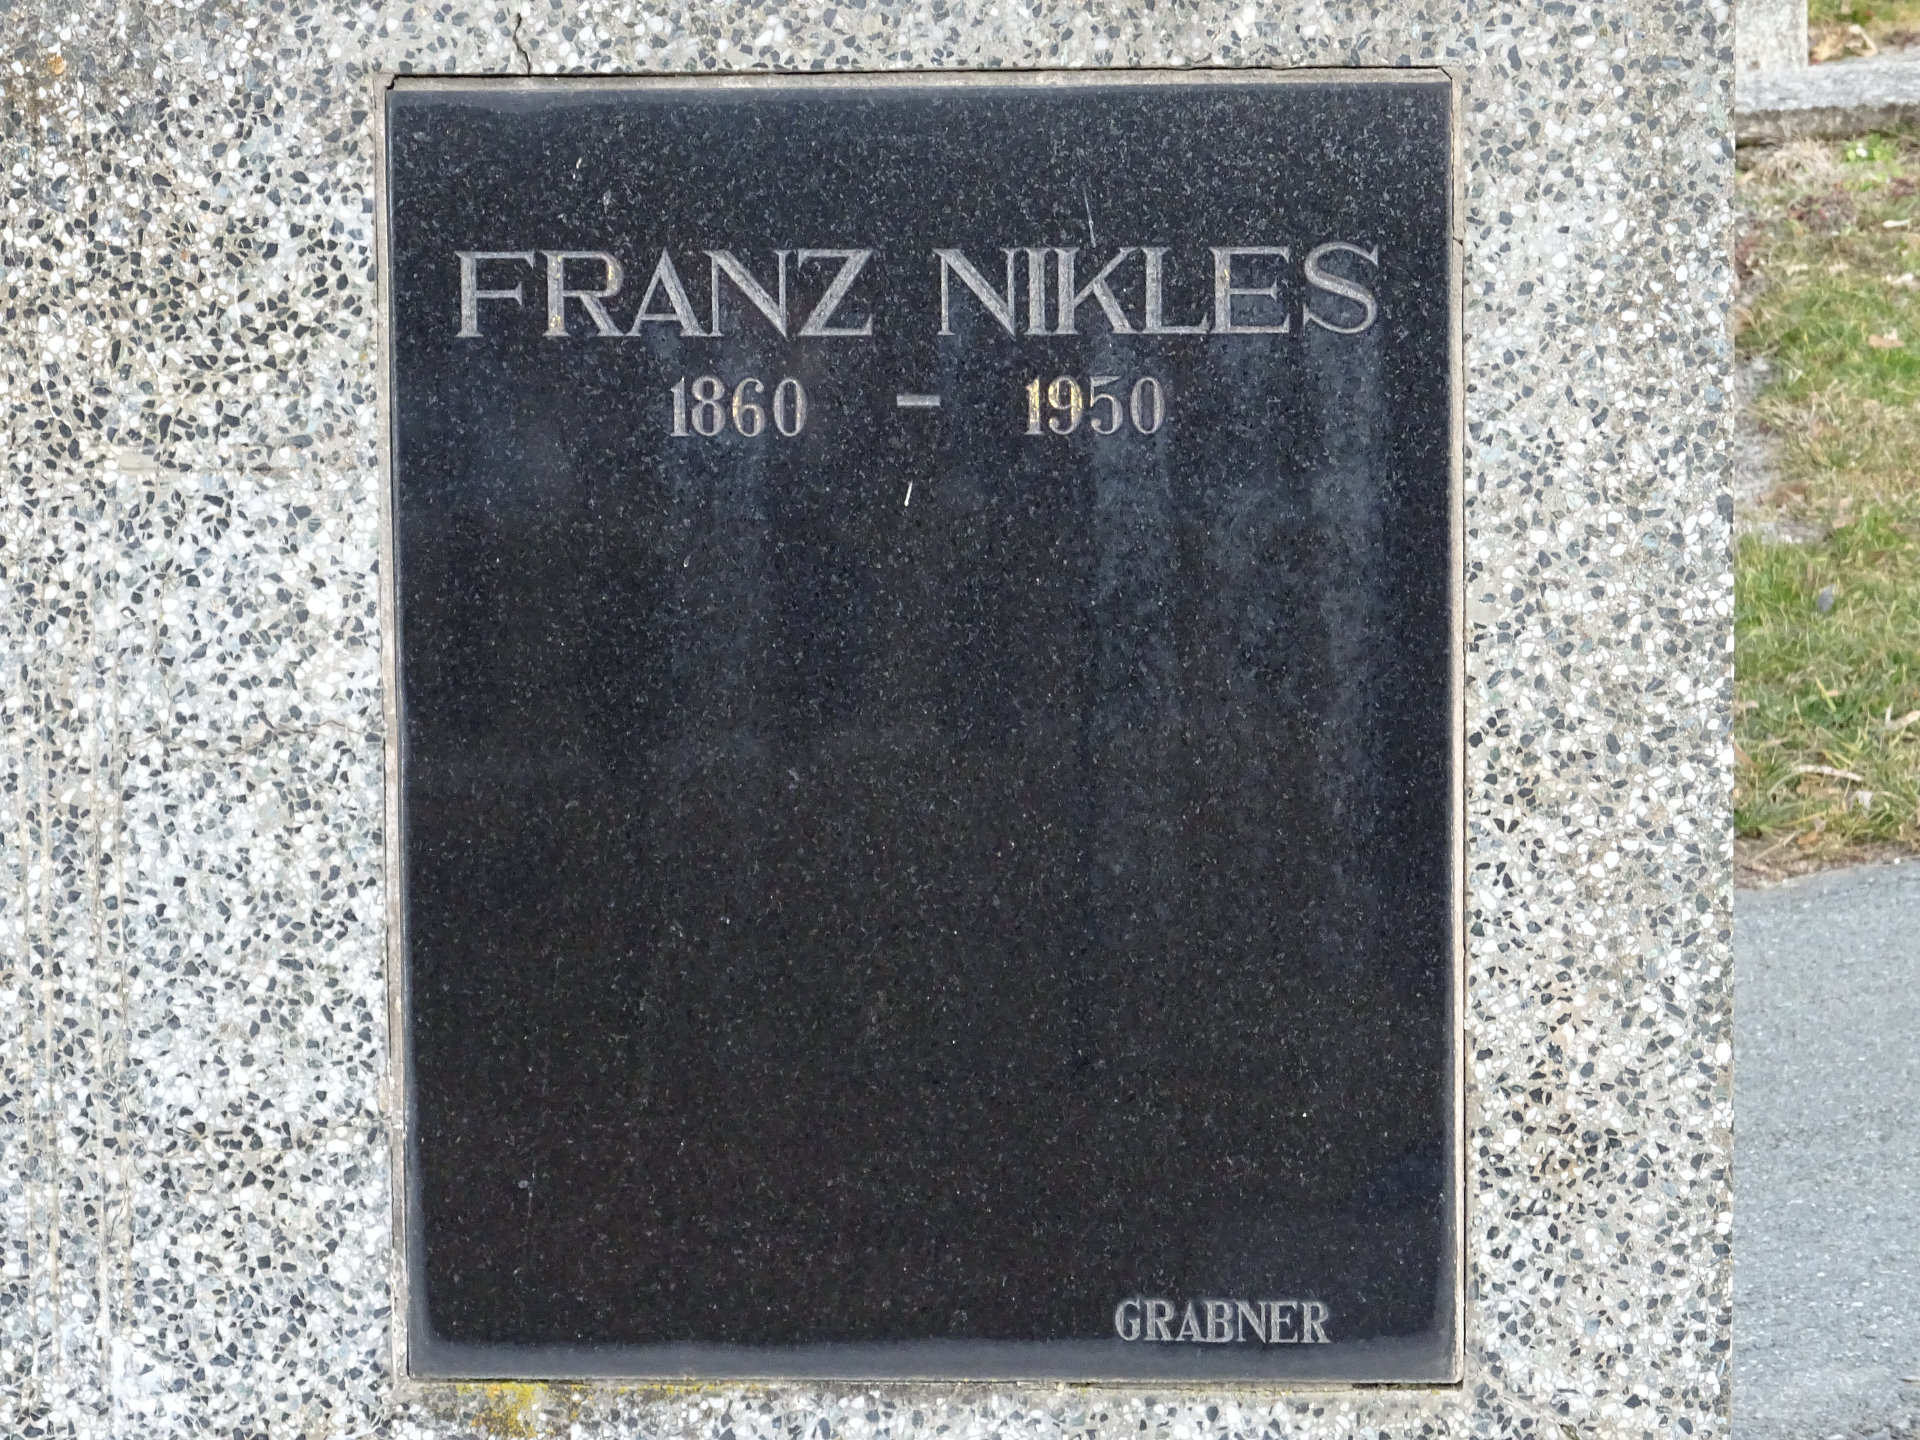 FRANZ NIKLES
1860 - 1950
GRABNER